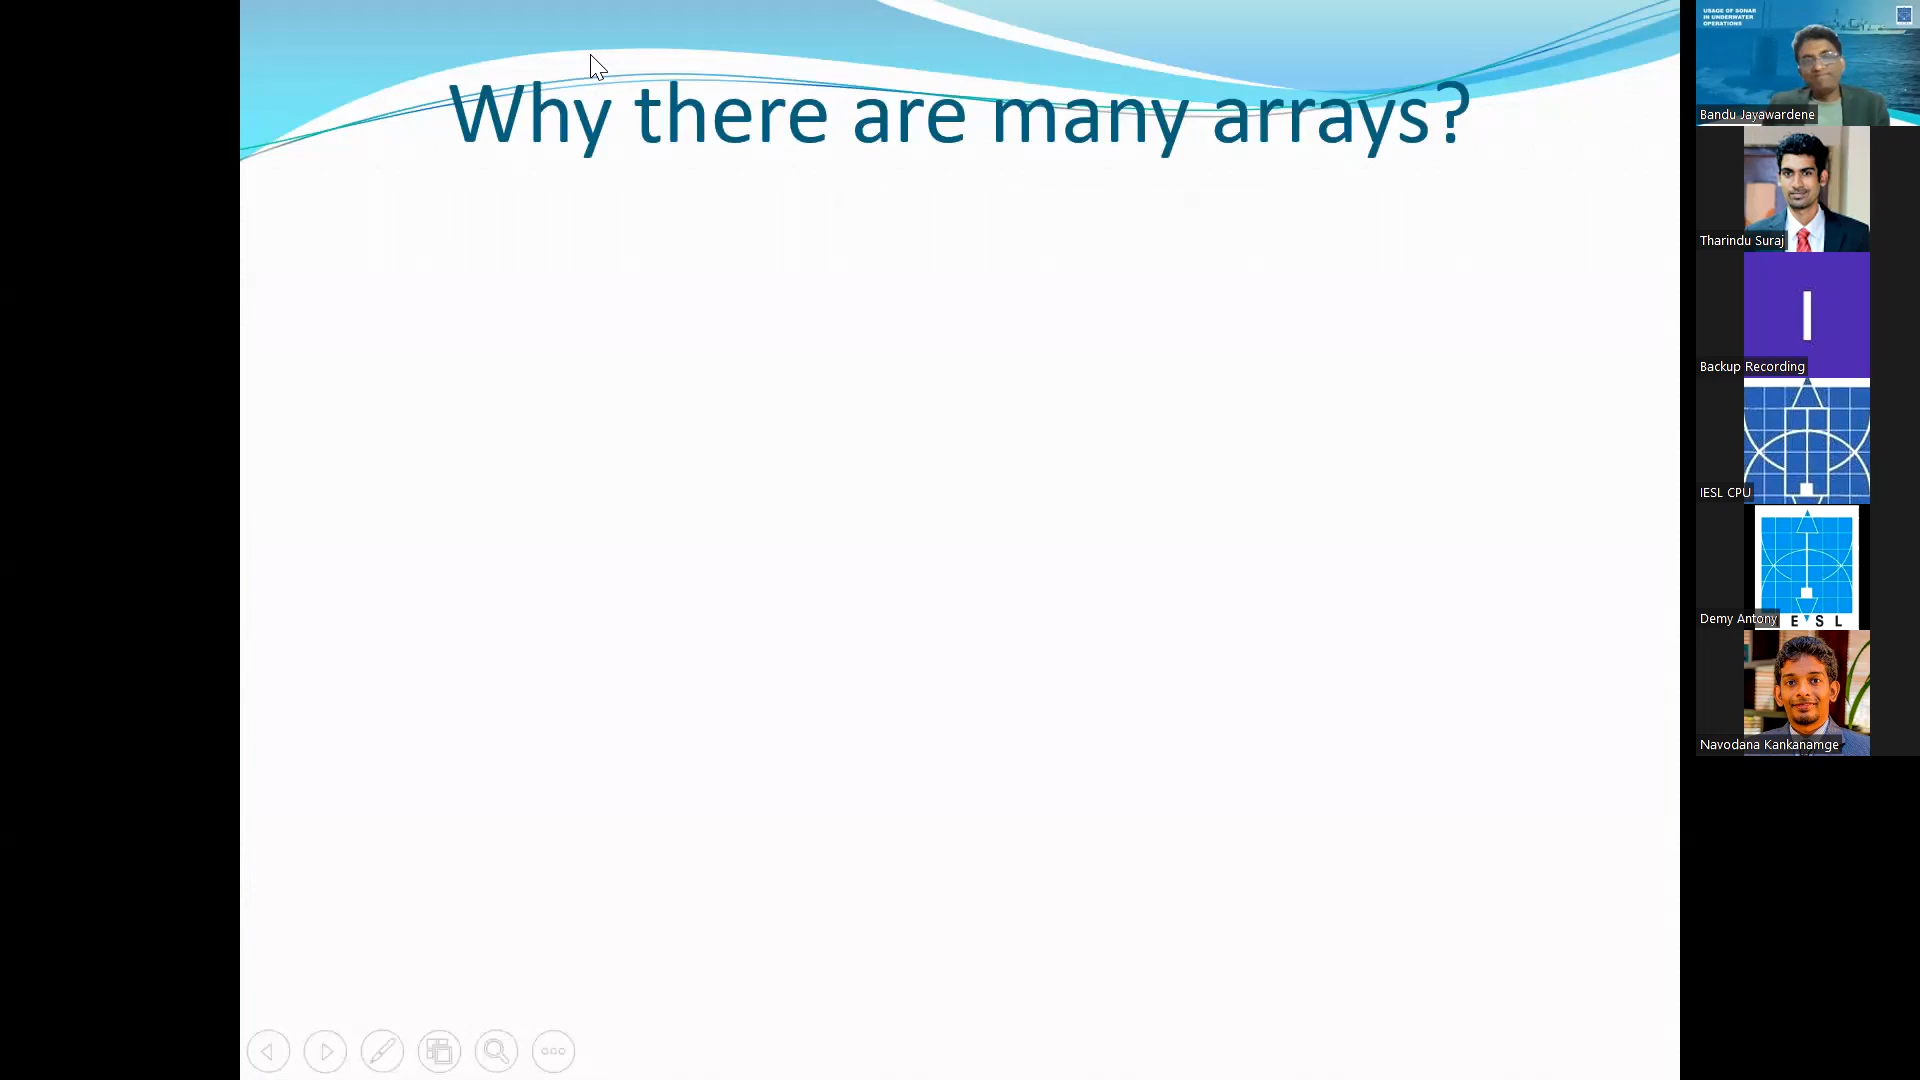 Why there are many arrays?
USAGE OF SONAR
IN UNDERWATER
OPERATIONS
Bandu Jayawardene
Tharindu Suraj
I
Backup Recording
IESL CPU
E S L
Demy Antony
Navodana Kankanamge